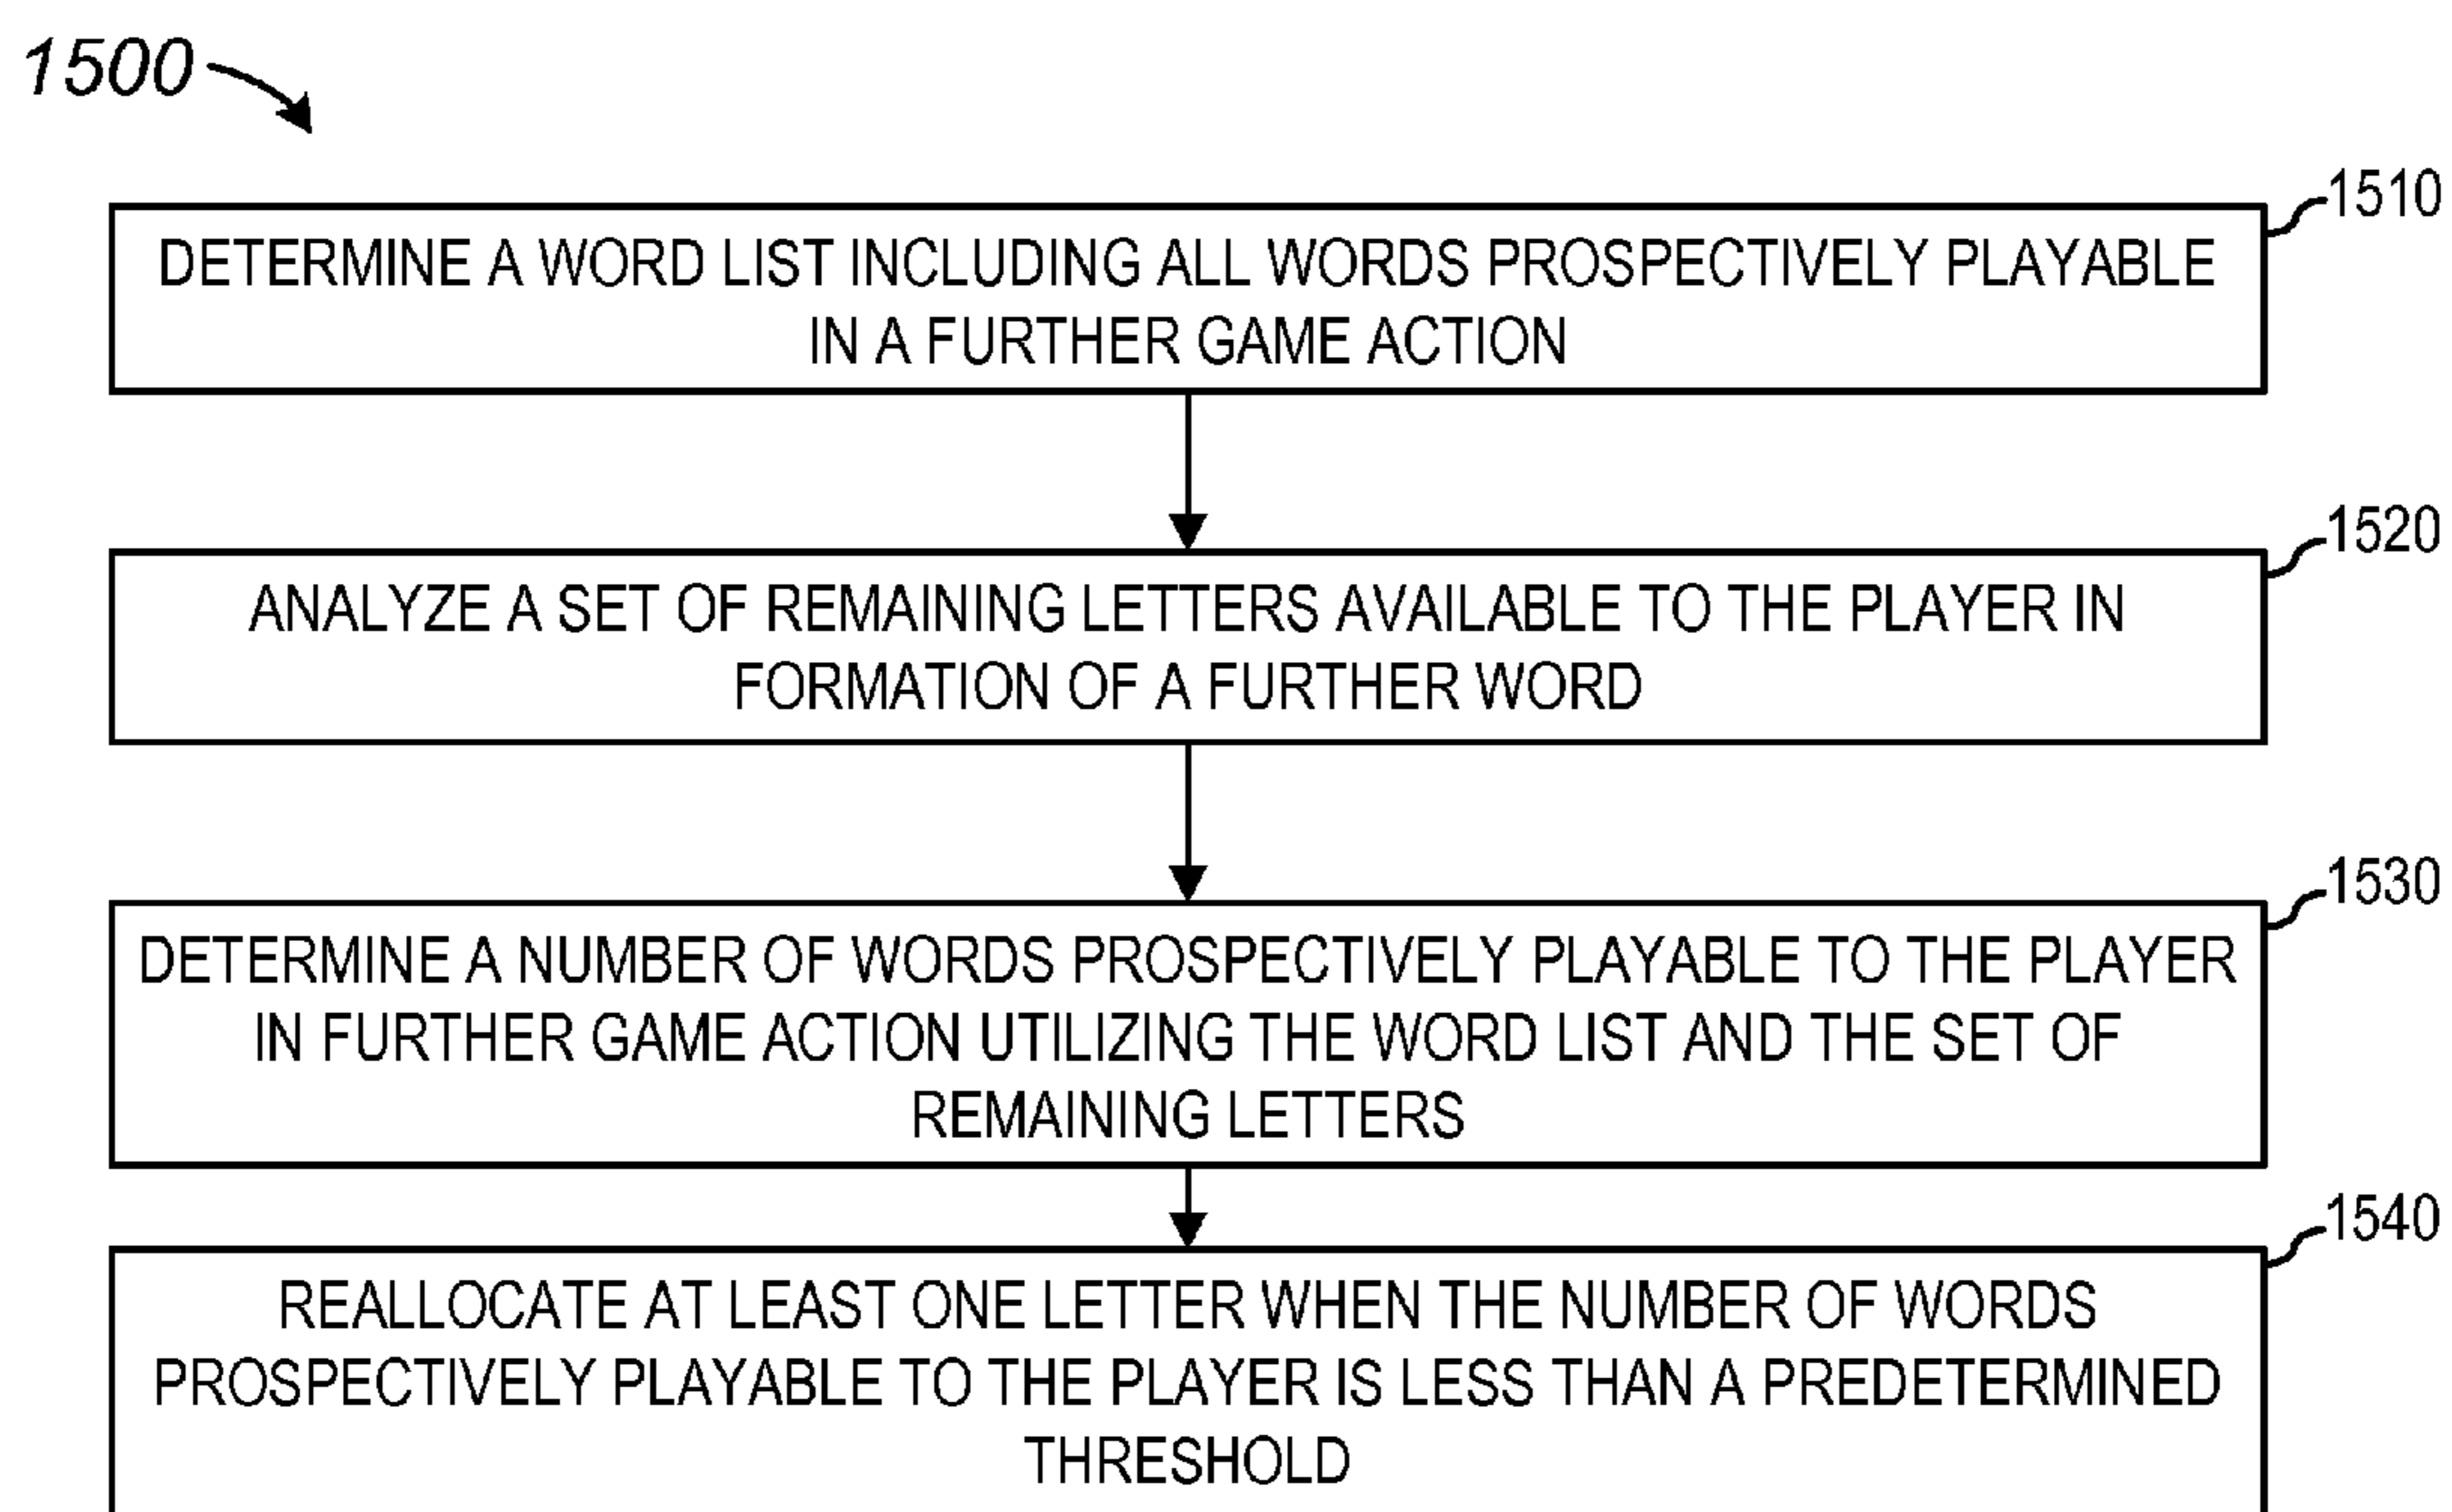 1500
1510
DETERMINE A WORD LIST INCLUDING ALL WORDS PROSPECTIVELY PLAYABLE
IN A FURTHER GAME ACTION
1520
ANALYZE A SET OF REMAINING LETTERS AVAILABLE TO THE PLAYER IN
FORMATION OF A FURTHER WORD
1530
DETERMINE A NUMBER OF WORDS PROSPECTIVELY PLAYABLE TO THE PLAYER
IN FURTHER GAME ACTION UTILIZING THE WORD LIST AND THE SET OF
REMAINING LETTERS
1540
REALLOCATE AT LEAST ONE LETTER WHEN THE NUMBER OF WORDS
PROSPECTIVELY PLAYABLE TO THE PLAYER IS LESS THAN A PREDETERMINED
THRESHOLD